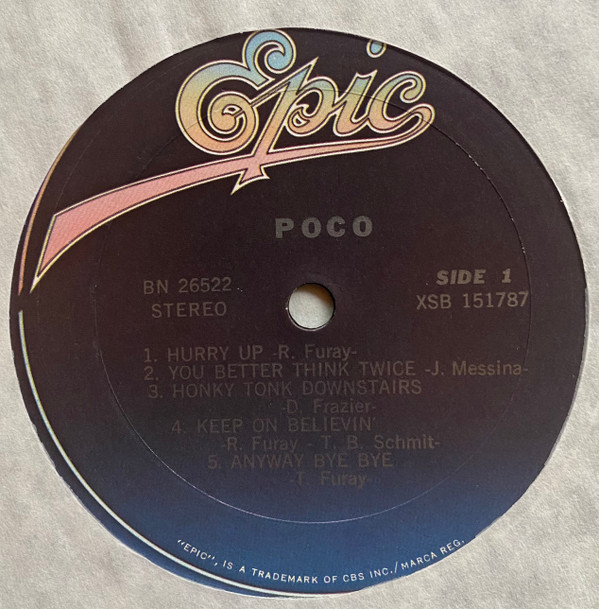 Epic
POCO
BN 26522
STEREO
SIDE 1
XSB 151787
1. HURRY UP -R. Furay-
2. YOU BETTER THINK TWICE -J. Messina-
3. HONKY TONK DOWNSTAIRS
-D. Frazier-
4. KEEP ON BELIEVIN'
-R. Furay - T. B. Schmit-
5. ANYWAY BYE BYE
-T. Furay-
"EPIC", IS A TRADEMARK OF CBS INC./MARCA REG.